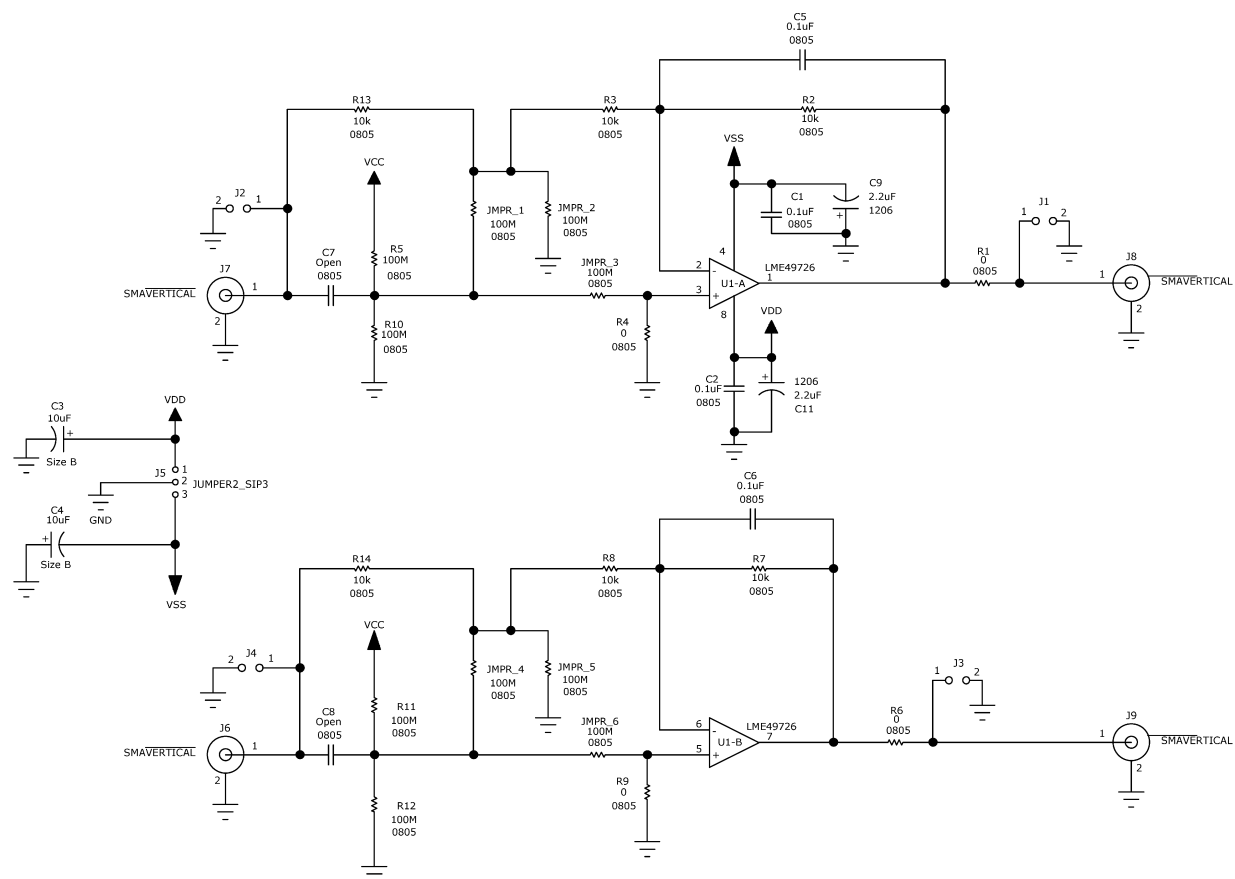 C5
0.1uF
0805
R13
10k
0805
R3
10k
0805
R2
10k
0805
VSS
VCC
J2
2
1
C1
0.1uF
0805
C9
2.2uF
1206
+
JMPR_1
100M
0805
JMPR_2
100M
0805
J1
1
2
C7
Open
0805
R5
100M
0805
JMPR_3
100M
0805
4
2
-
LME49726
U1-A
1
3
+
8
R1
0
0805
J7
1
SMAVERTICAL
2
J8
1
SMAVERTICAL
2
R10
100M
0805
R4
0
0805
VDD
C2
0.1uF
0805
+
1206
2.2uF
C11
C3
10uF
+
Size B
VDD
J5
1
2
3
JUMPER2_SIP3
GND
C4
10uF
+
Size B
VSS
C6
0.1uF
0805
R14
10k
0805
R8
10k
0805
R7
10k
0805
VCC
J4
2
1
JMPR_4
100M
0805
JMPR_5
100M
0805
J3
1
2
C8
Open
0805
R11
100M
0805
JMPR_6
100M
0805
6
-
LME49726
U1-B
7
5
+
R6
0
0805
J6
1
SMAVERTICAL
2
J9
1
SMAVERTICAL
2
R12
100M
0805
R9
0
0805